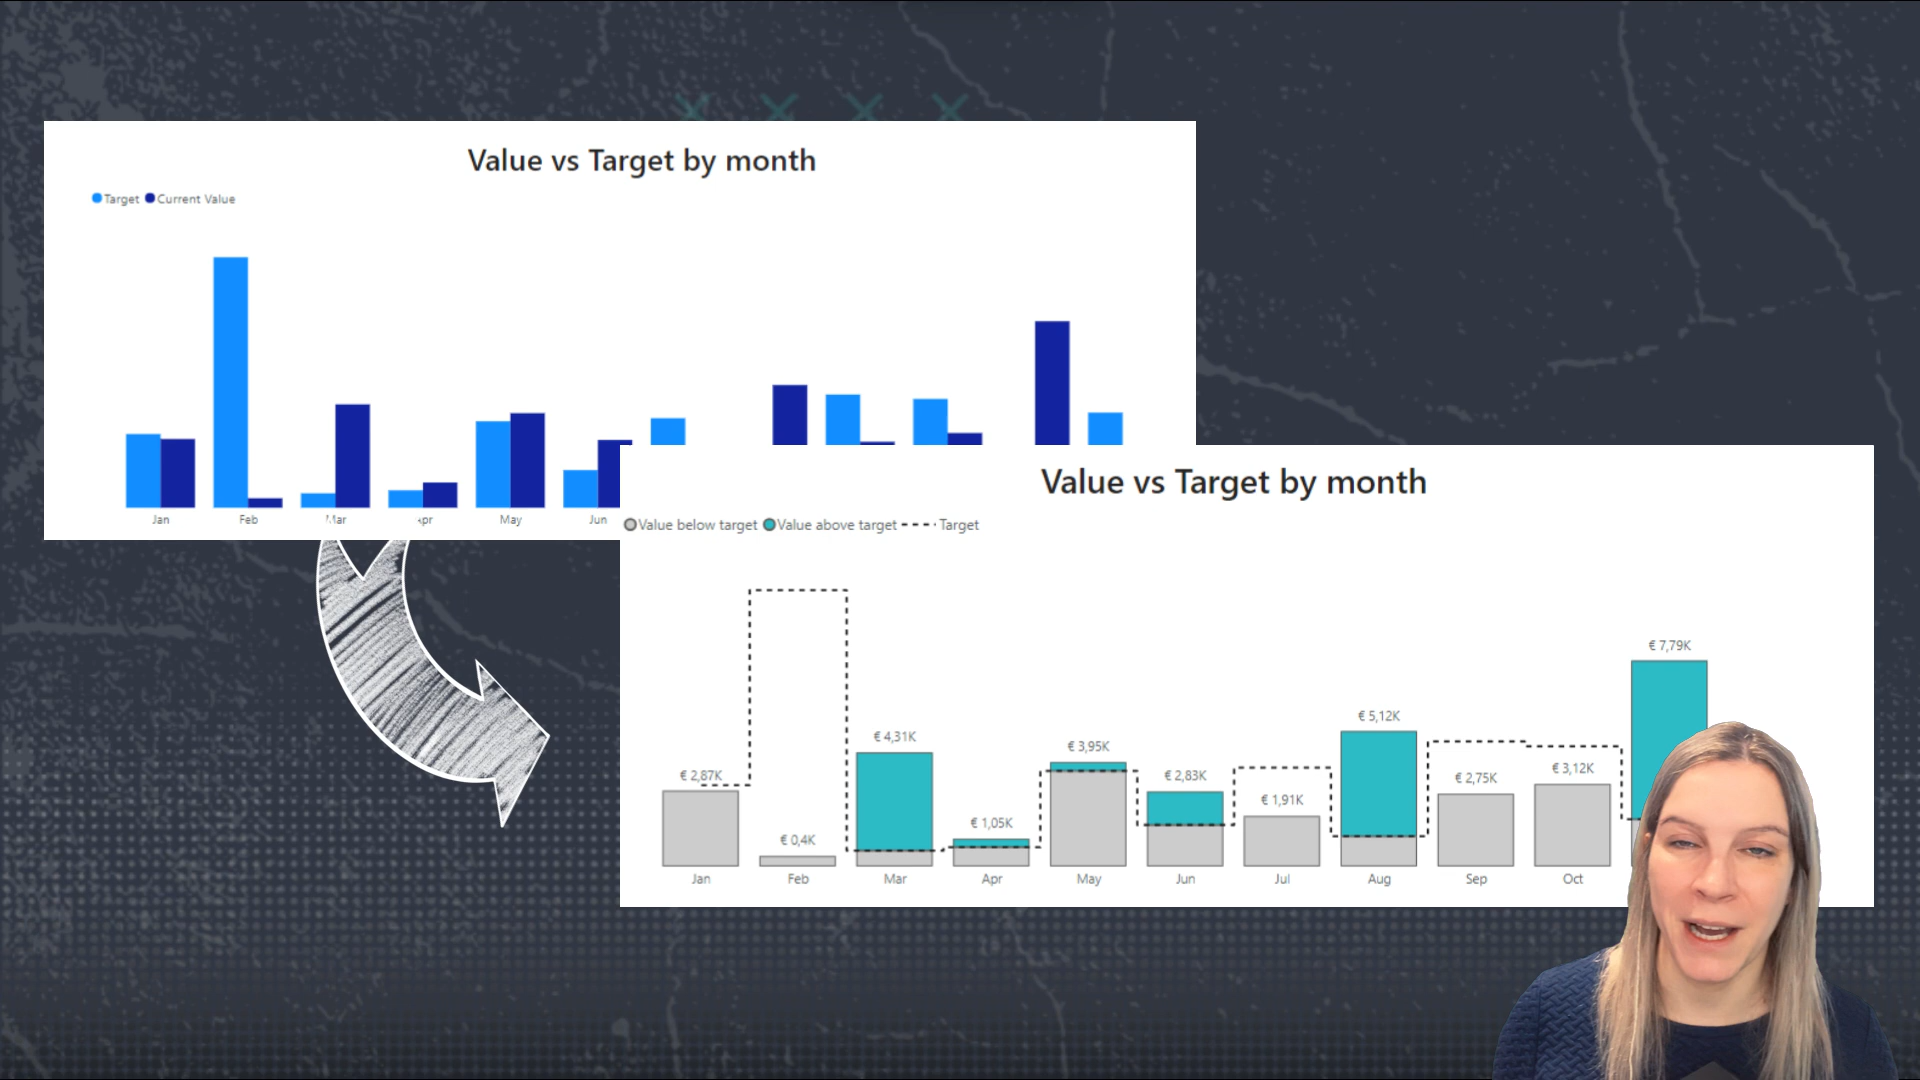 Value vs Target by month
Target Current Value
Jan Feb Mar Apr May Jun
Value vs Target by month
Value below target Value above target Target
€ 7,79K
€ 5,12K
€ 4,31K
€ 3,95K
€ 2,87K
€ 2,83K
€ 2,75K
€ 3,12K
€ 1,91K
€ 1,05K
€ 0,4K
Jan Feb Mar Apr May Jun Jul Aug Sep Oct